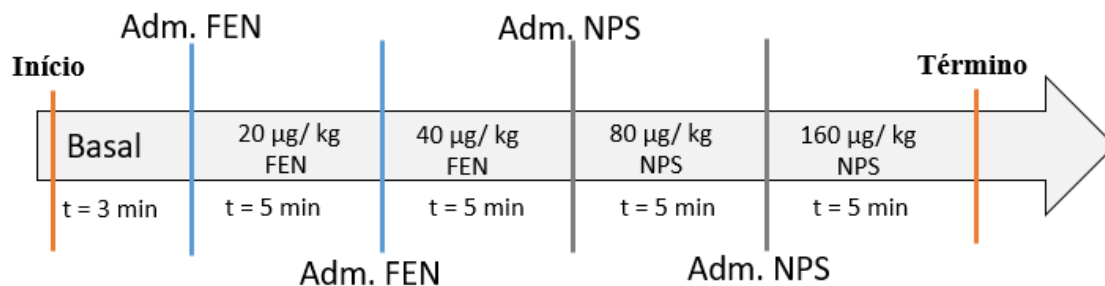 Adm. FEN
Adm. NPS
Início
Término
Basal
20 µg/ kg
FEN
40 µg/ kg
FEN
80 µg/ kg
NPS
160 µg/ kg
NPS
t = 3 min
t = 5 min
t = 5 min
t = 5 min
t = 5 min
Adm. FEN
Adm. NPS